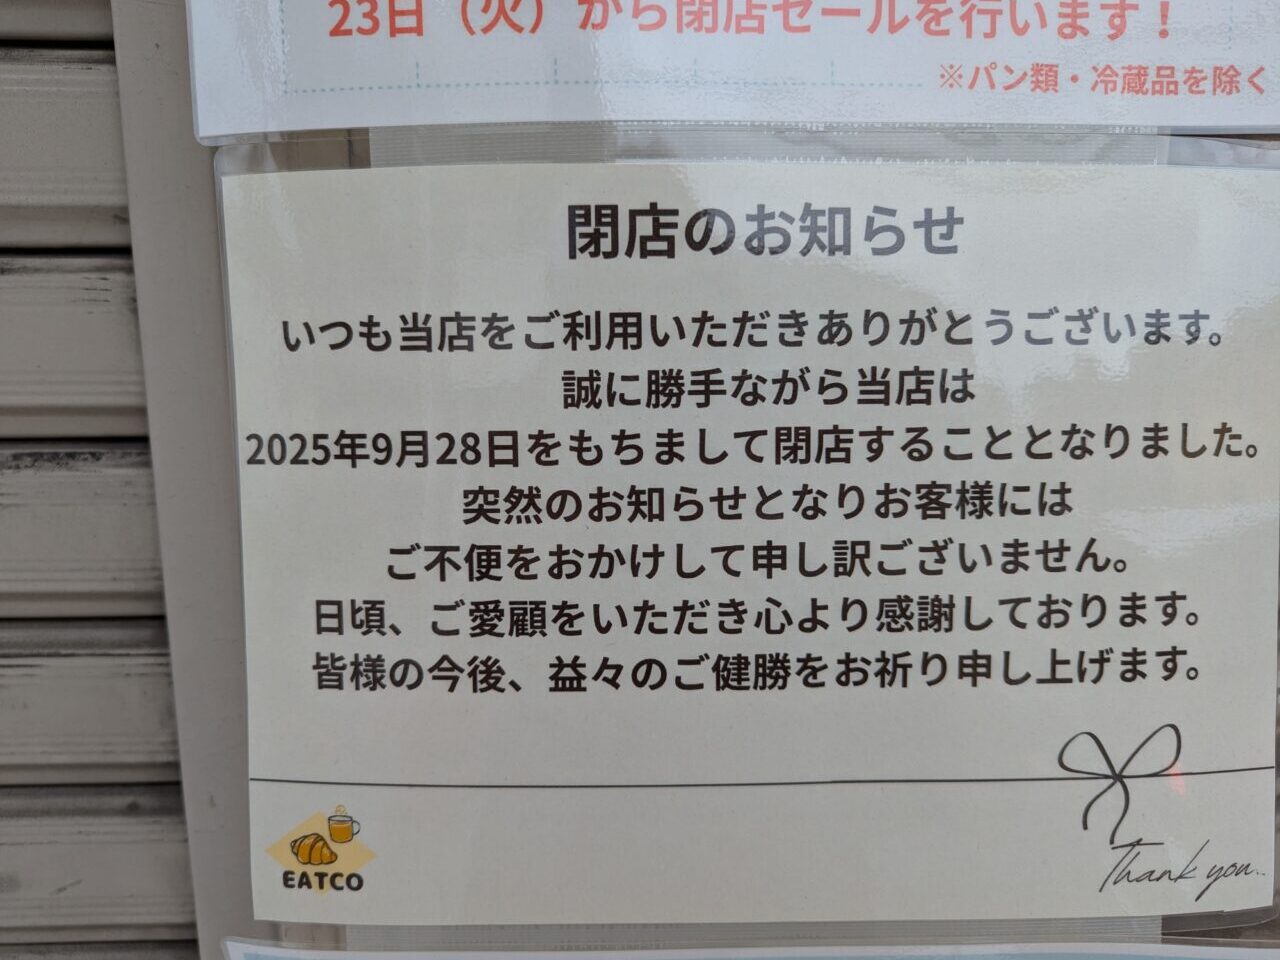 23日（火）から閉店セールを行います！
※パン類・冷蔵品を除く
閉店のお知らせ
いつも当店をご利用いただきありがとうございます。
誠に勝手ながら当店は
2025年9月28日をもちまして閉店することとなりました。
突然のお知らせとなりお客様には
ご不便をおかけして申し訳ございません。
日頃、ご愛顧をいただき心より感謝しております。
皆様の今後、益々のご健勝をお祈り申し上げます。
EATCO
Thank you..